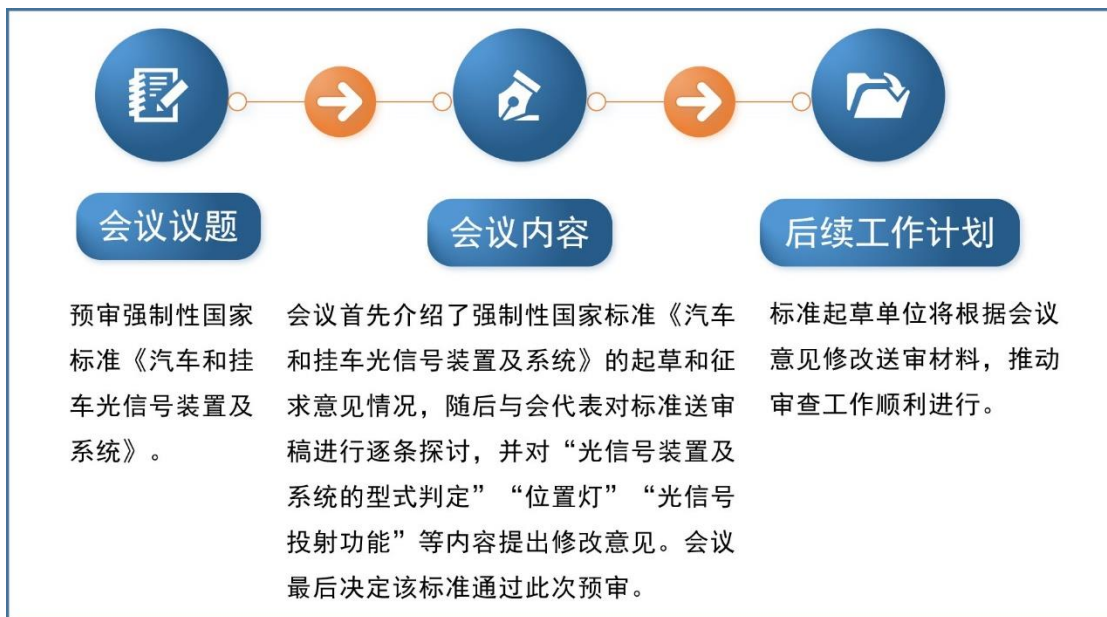 会议议题
预审强制性国家
标准《汽车和挂
车光信号装置及
系统》。
会议内容
会议首先介绍了强制性国家标准《汽车
和挂车光信号装置及系统》的起草和征
求意见情况，随后与会代表对标准送审
稿进行逐条探讨，并对“光信号装置及
系统的型式判定”“位置灯”“光信号
投射功能”等内容提出修改意见。会议
最后决定该标准通过此次预审。
后续工作计划
标准起草单位将根据会议
意见修改送审材料，推动
审查工作顺利进行。